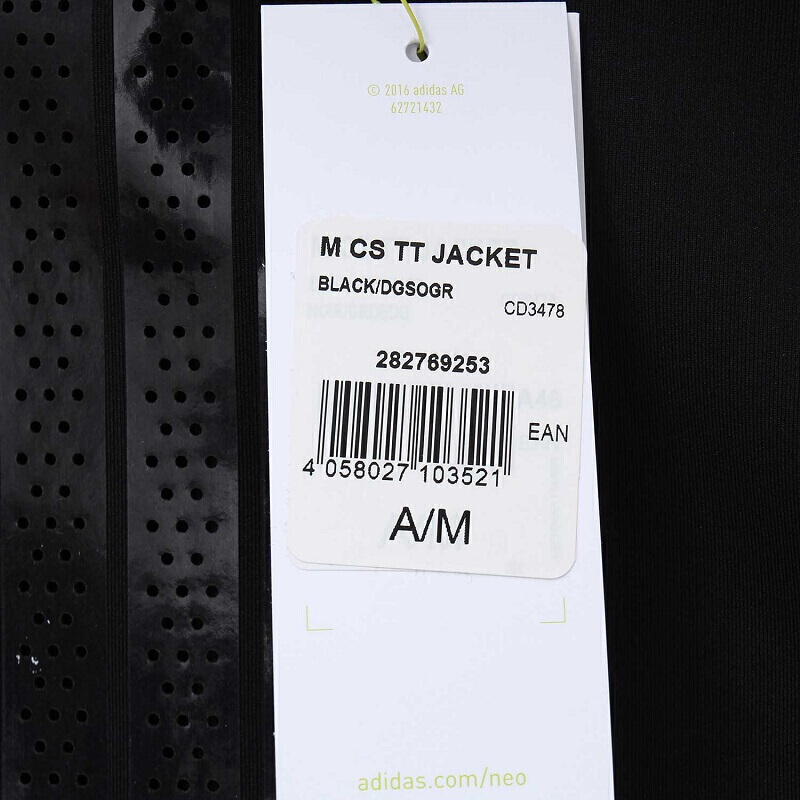 © 2016 adidas AG
62721432
M CS TT JACKET
BLACK/DGSOGR
CD3478
282769253
EAN
4 058027 103521
A/M
adidas.com/neo